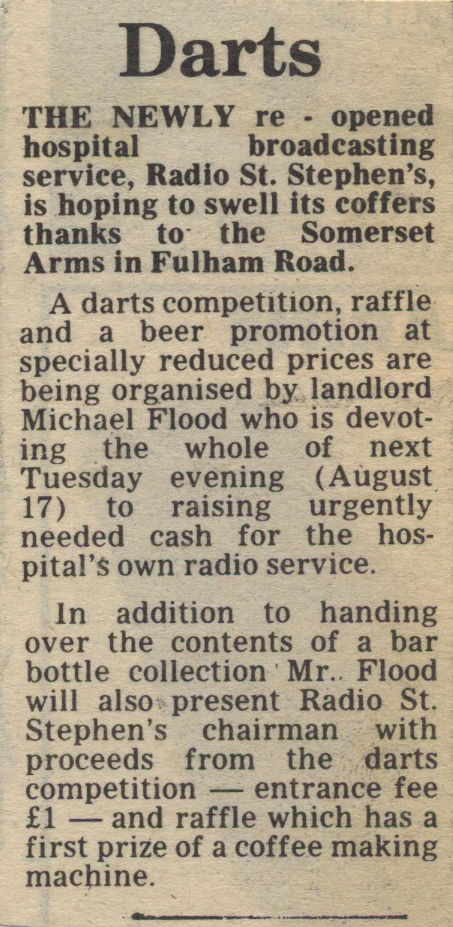 Darts
THE NEWLY re - opened
hospital broadcasting
service, Radio St. Stephen's,
is hoping to swell its coffers
thanks to the Somerset
Arms in Fulham Road.
A darts competition, raffle
and a beer promotion at
specially reduced prices are
being organised by landlord
Michael Flood who is devot-
ing the whole of next
Tuesday evening (August
17) to raising urgently
needed cash for the hos-
pital's own radio service.
In addition to handing
over the contents of a bar
bottle collection Mr. Flood
will also present Radio St.
Stephen's chairman with
proceeds from the darts
competition — entrance fee
£1 — and raffle which has a
first prize of a coffee making
machine.